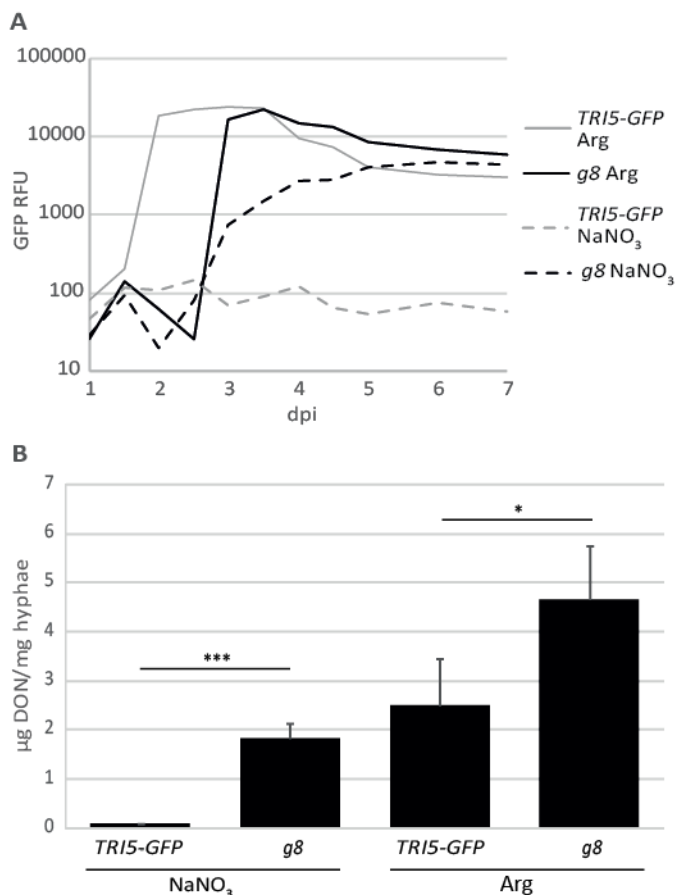 A
100000
10000
1000
100
10
GFP RFU
1 2 3 4 5 6 7
dpi
TRI5-GFP
Arg
g8 Arg
TRI5-GFP
NaNO₃
g8 NaNO₃
B
7
6
5
4
3
2
1
0
µg DON/mg hyphae
***
*
TRI5-GFP g8 TRI5-GFP g8
NaNO₃ Arg